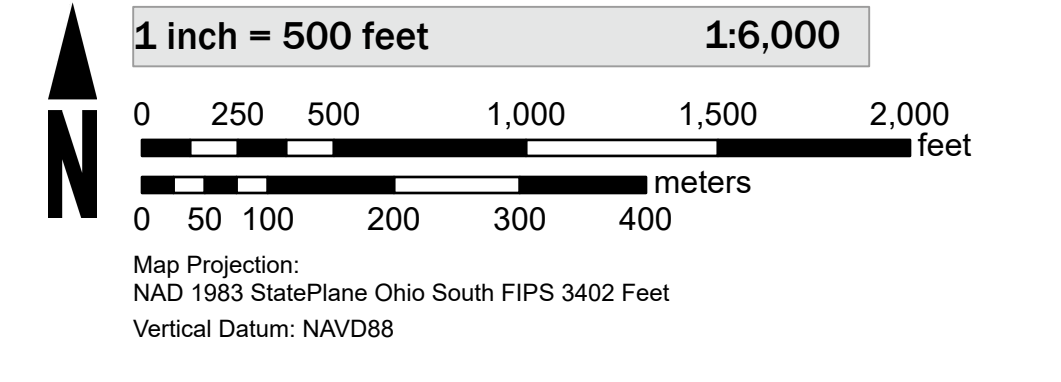 1 inch = 500 feet 1:6,000
0 250 500 1,000 1,500 2,000
feet
meters
0 50 100 200 300 400
N
Map Projection:
NAD 1983 StatePlane Ohio South FIPS 3402 Feet
Vertical Datum: NAVD88